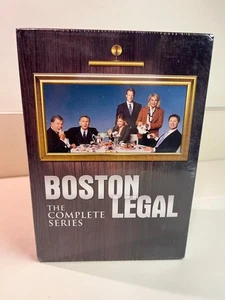 BOSTON
THE LEGAL
COMPLETE
SERIES